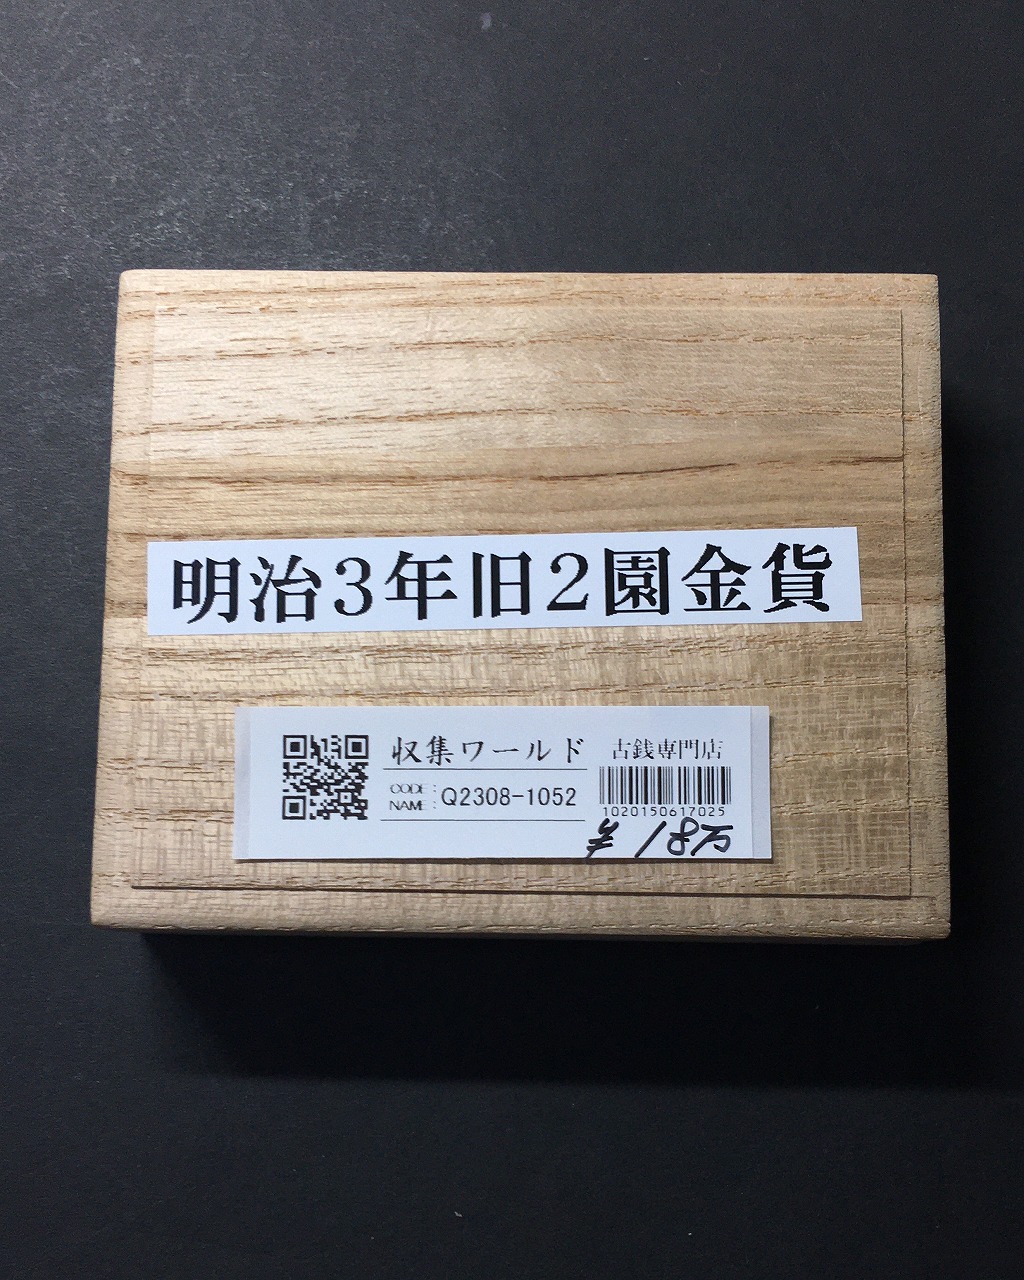 明治3年旧2園金貨
収集ワールド 古銭専門店
CODE:
NAME: Q2308-1052
1020150617025
¥18万